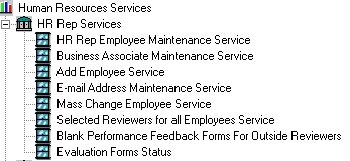 Human Resources Services
HR Rep Services
HR Rep Employee Maintenance Service
Business Associate Maintenance Service
Add Employee Service
E-mail Address Maintenance Service
Mass Change Employee Service
Selected Reviewers for all Employees Service
Blank Performance Feedback Forms For Outside Reviewers
Evaluation Forms Status